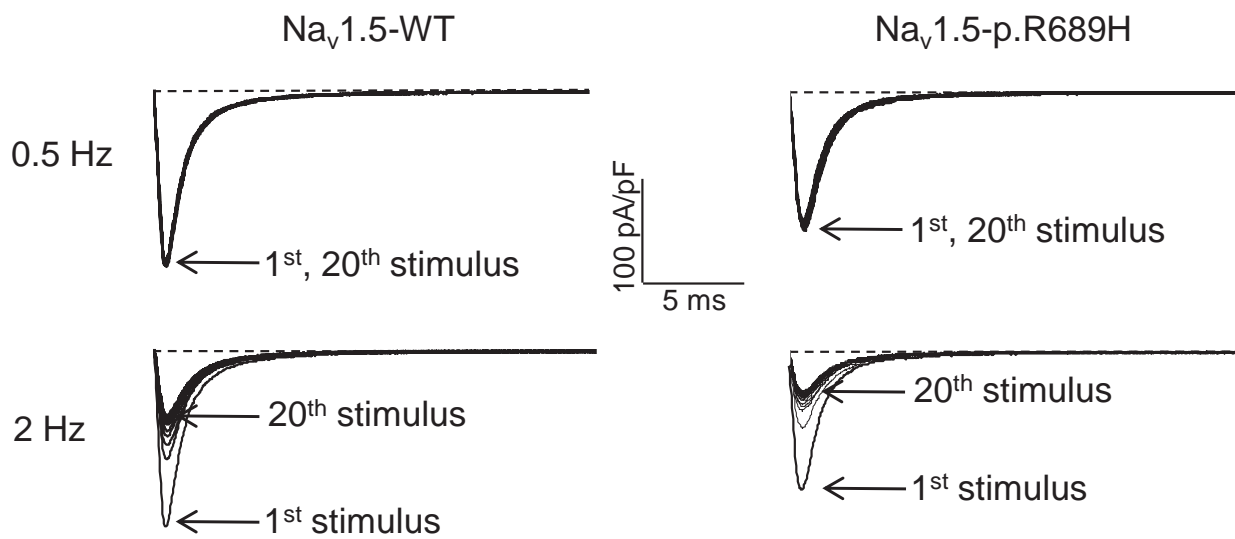 Nav1.5-WT
Nav1.5-p.R689H
0.5 Hz
1st, 20th stimulus
100 pA/pF
5 ms
1st, 20th stimulus
2 Hz
20th stimulus
1st stimulus
20th stimulus
1st stimulus